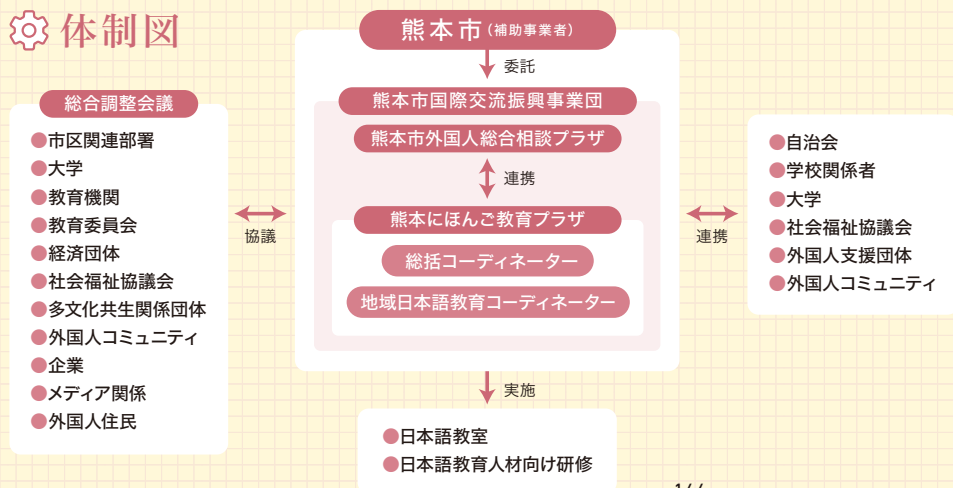 体制図
熊本市(補助事業者)
委託
熊本市国際交流振興事業団
熊本市外国人総合相談プラザ
連携
熊本にほんご教育プラザ
総括コーディネーター
地域日本語教育コーディネーター
総合調整会議
●市区関連部署
●大学
●教育機関
●教育委員会
●経済団体
●社会福祉協議会
●多文化共生関係団体
●外国人コミュニティ
●企業
●メディア関係
●外国人住民
協議
連携
●自治会
●学校関係者
●大学
●社会福祉協議会
●外国人支援団体
●外国人コミュニティ
実施
●日本語教室
●日本語教育人材向け研修